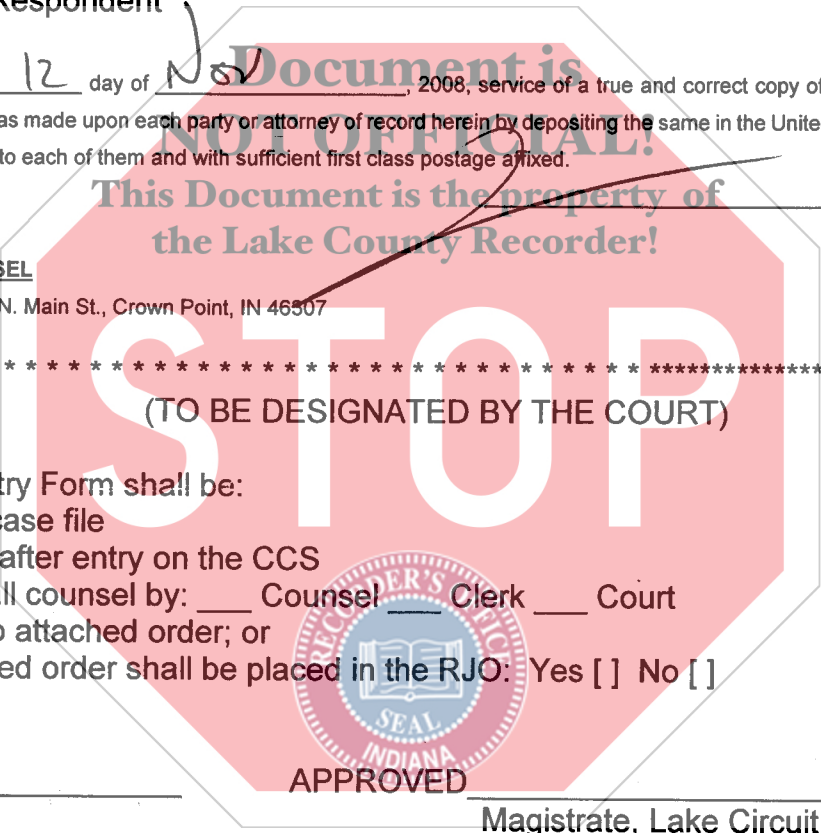 Respondent
12 day of Nov, 2008, service of a true and correct copy of
as made upon each party or attorney of record herein by depositing the same in the Unite
to each of them and with sufficient first class postage affixed.
Document is
NOT OFFICIAL!
This Document is the property of
the Lake County Recorder!
SEL
N. Main St., Crown Point, IN 46307
* * * * * * * * * * * * * * * * * * * * * * * * * * * * * * ****************
STOP
(TO BE DESIGNATED BY THE COURT)
try Form shall be:
case file
after entry on the CCS
ll counsel by: ___ Counsel ___ Clerk ___ Court
o attached order; or
ed order shall be placed in the RJO: Yes [ ] No [ ]
RECORDER'S OFFICE
SEAL
INDIANA
APPROVED
Magistrate, Lake Circuit